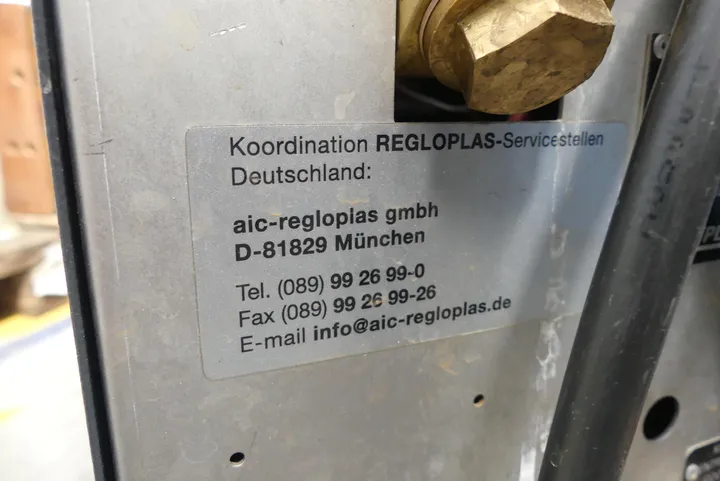 Koordination REGLOPLAS-Servicestellen
Deutschland:
aic-regloplas gmbh
D-81829 München
Tel. (089) 99 26 99-0
Fax (089) 99 26 99-26
E-mail info@aic-regloplas.de